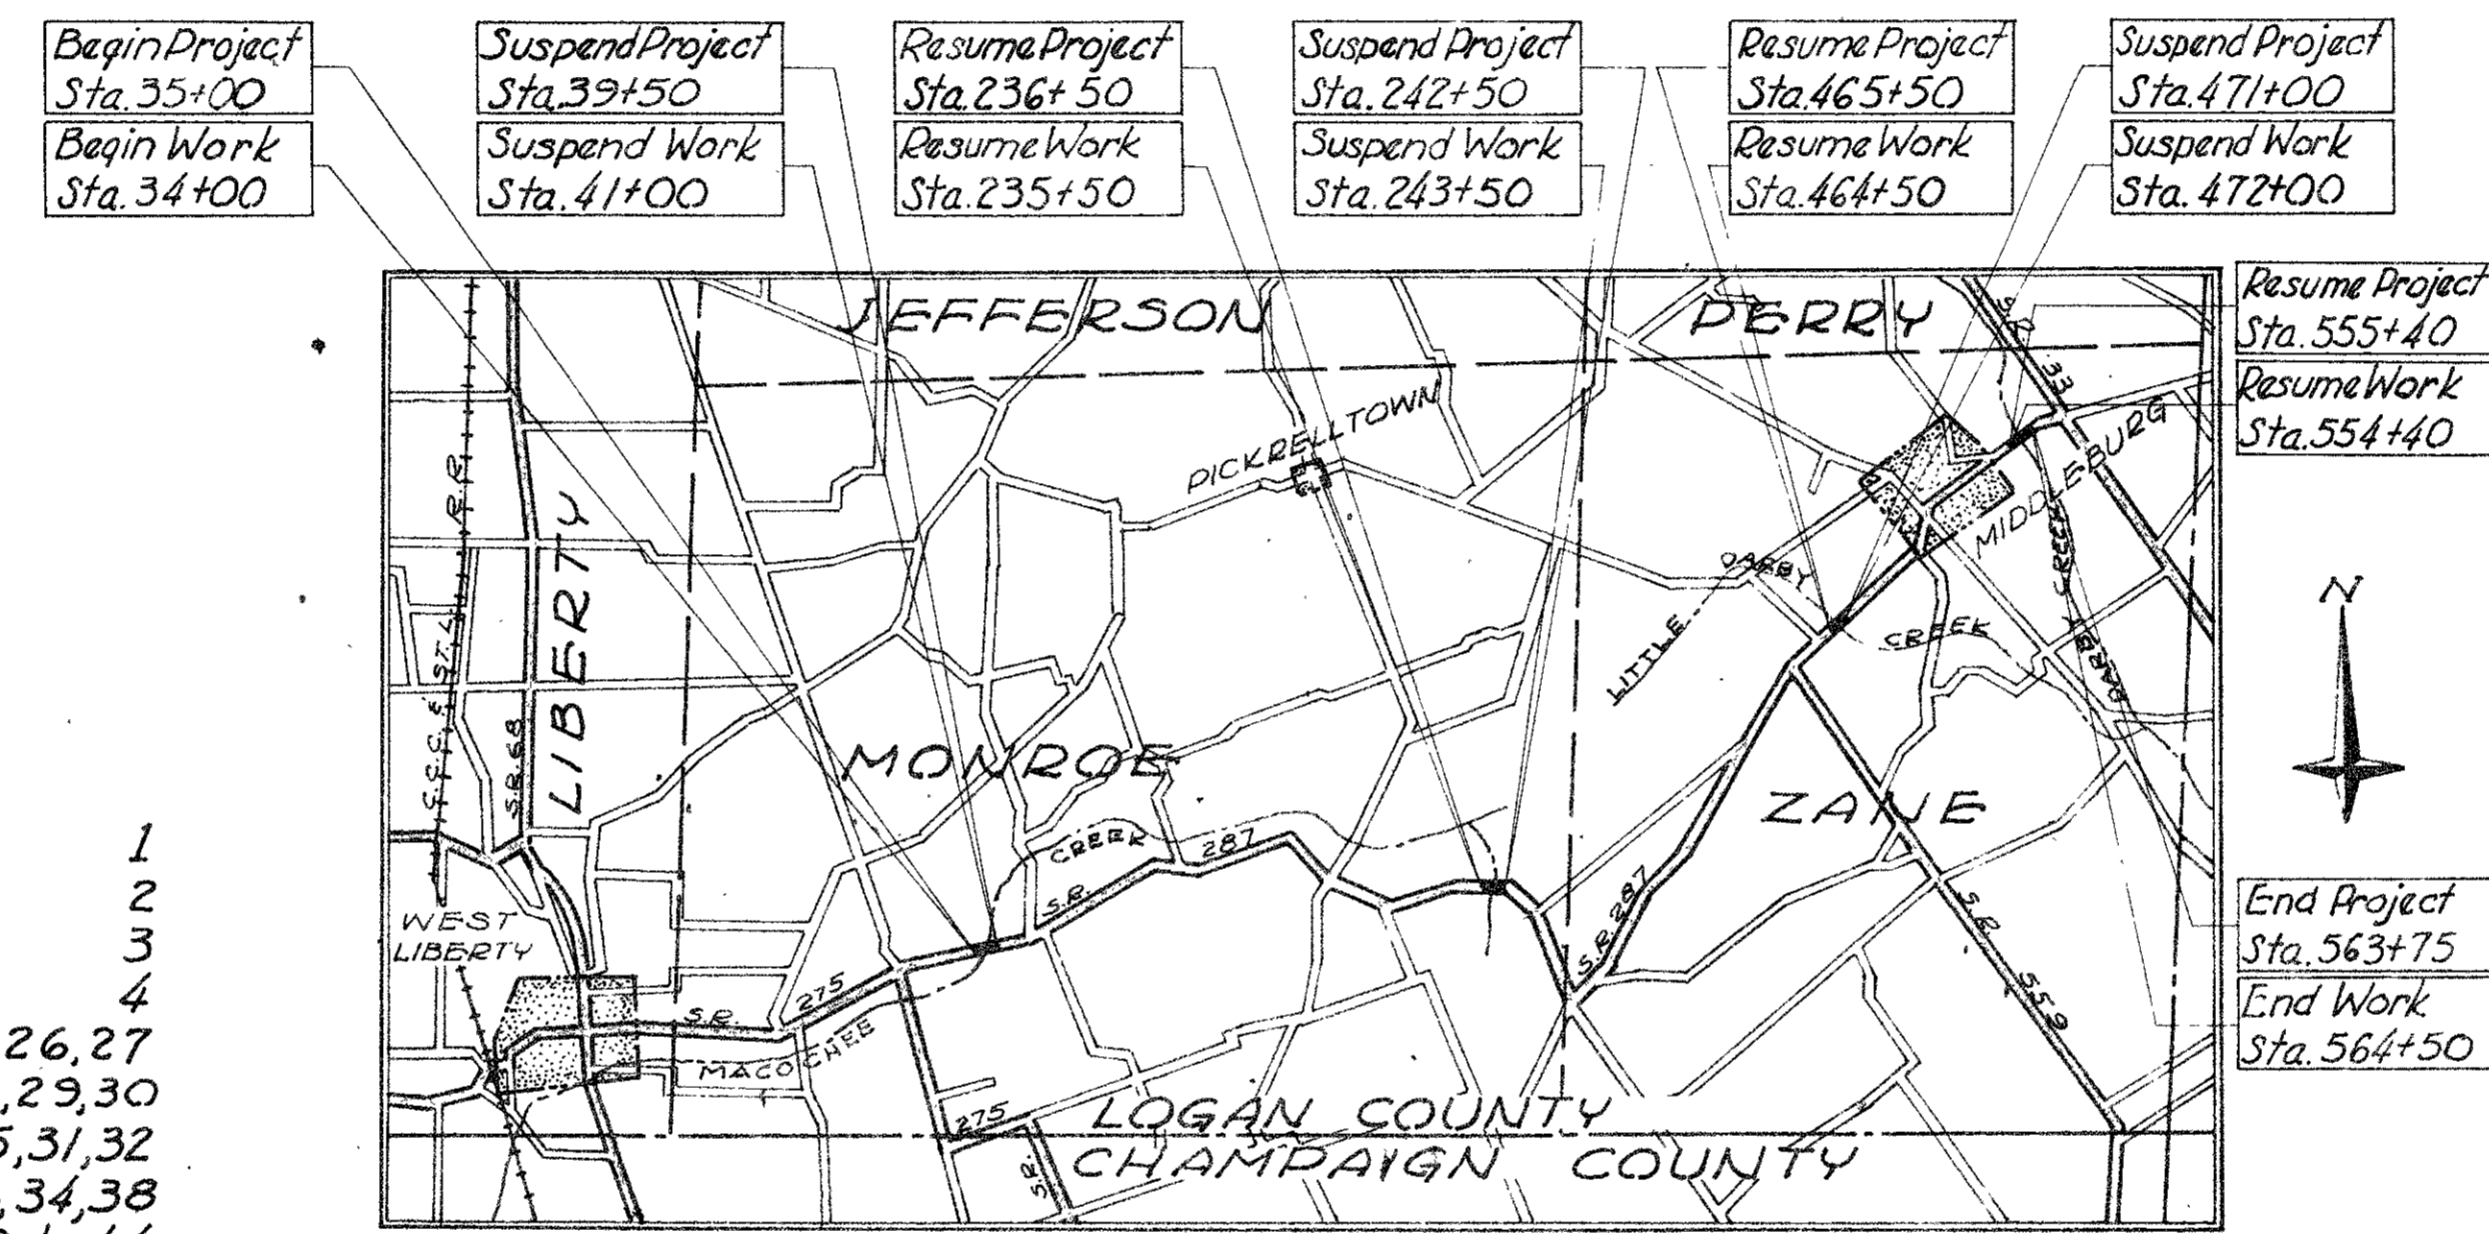 Begin Project
Sta. 35+00
Begin Work
Sta. 34+00
Suspend Project
Sta. 39+50
Suspend Work
Sta. 41+00
Resume Project
Sta. 236+50
Resume Work
Sta. 235+50
Suspend Project
Sta. 242+50
Suspend Work
Sta. 243+50
Resume Project
Sta. 465+50
Resume Work
Sta. 464+50
Suspend Project
Sta. 471+00
Suspend Work
Sta. 472+00
Resume Project
Sta. 555+40
Resume Work
Sta. 554+40
JEFFERSON
PERRY
33
PICKRELLTOWN
MIDDLEBURG
R.R.
LIBERTY
DARBY
LITTLE
CREEK
CREEK
DARBY
N
C.C.C. & ST. L.
S.R. 68
MONROE
ZANE
CREEK
287
S.R.
S.R. 287
S.R.
559
WEST
LIBERTY
S.R.
275
MACOCHEE
275
S.R.
LOGAN COUNTY
CHAMPAIGN COUNTY
End Project
Sta. 563+75
End Work
Sta. 564+50
1
2
3
4
26,27
,29,30
5,31,32
,34,38